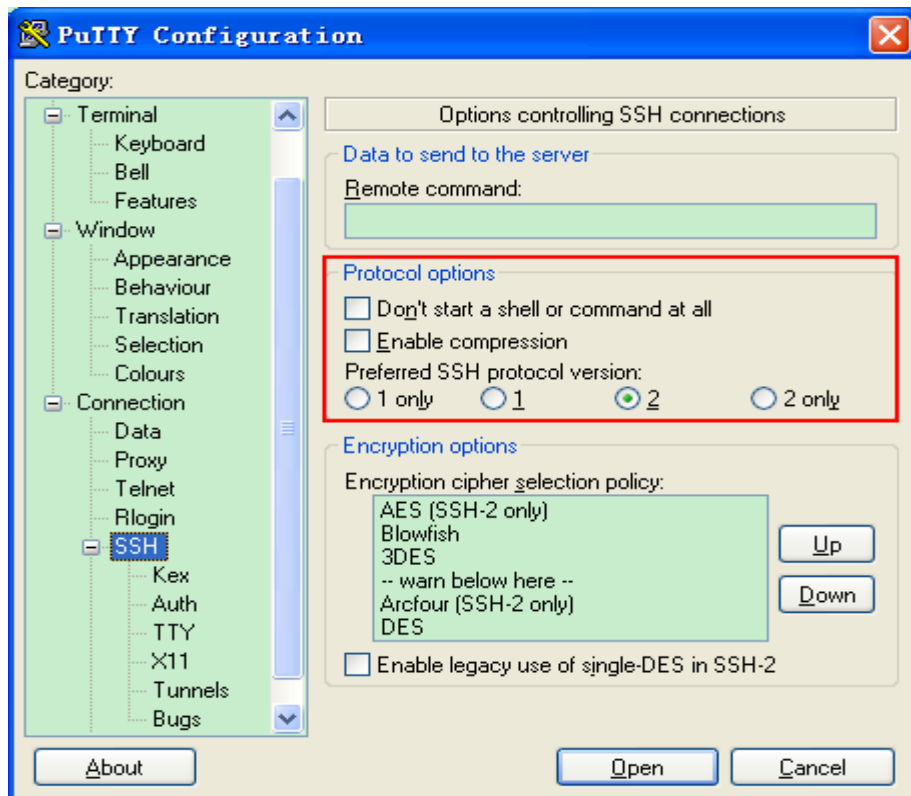 PuTTY Configuration
Category:
Terminal
Keyboard
Bell
Features
Window
Appearance
Behaviour
Translation
Selection
Colours
Connection
Data
Proxy
Telnet
Rlogin
SSH
Kex
Auth
TTY
X11
Tunnels
Bugs
Options controlling SSH connections
Data to send to the server
Remote command:
Protocol options
Don't start a shell or command at all
Enable compression
Preferred SSH protocol version:
1 only 1 2 2 only
Encryption options
Encryption cipher selection policy:
AES (SSH-2 only)
Blowfish
3DES
-- warn below here --
Arcfour (SSH-2 only)
DES
Up
Down
Enable legacy use of single-DES in SSH-2
About Open Cancel